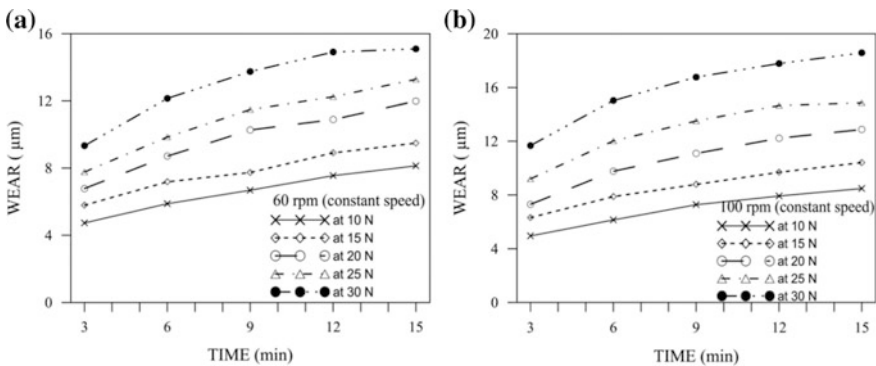 (a)
16
12
8
4
0
WEAR ( μm)
60 rpm (constant speed)
at 10 N
at 15 N
at 20 N
at 25 N
at 30 N
3 6 9 12 15
TIME (min)
(b)
20
16
12
8
4
0
WEAR ( μm)
100 rpm (constant speed)
at 10 N
at 15 N
at 20 N
at 25 N
at 30 N
3 6 9 12 15
TIME (min)